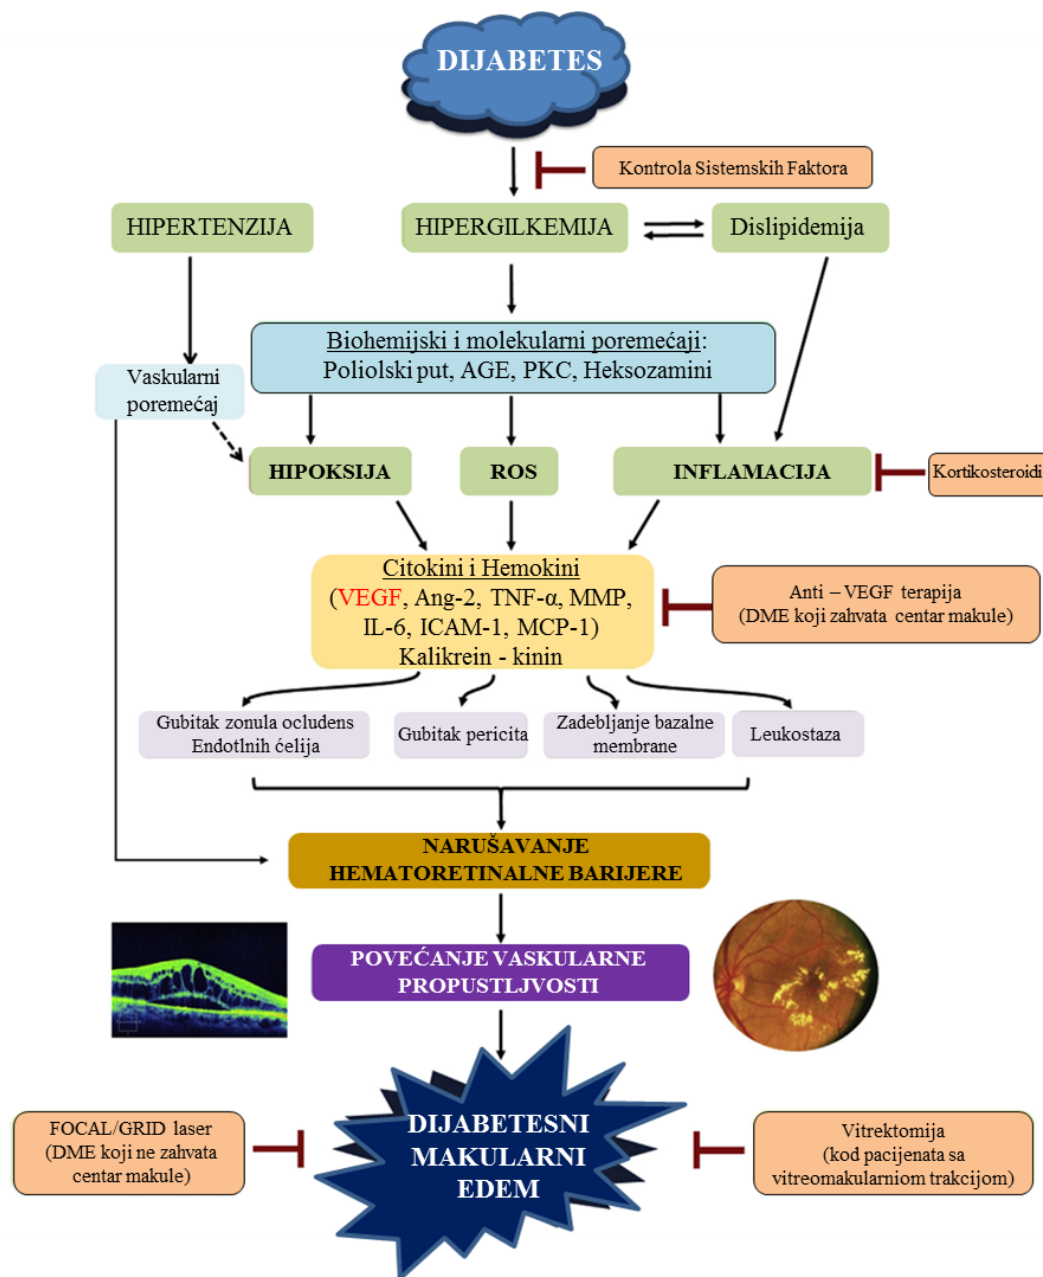 DIJABETES
Kontrola Sistemskih Faktora
HIPERTENZIJA
HIPERGILKEMIJA
Dislipidemija
Biohemijski i molekularni poremećaji:
Poliolski put, AGE, PKC, Heksozamini
Vaskularni
poremećaj
HIPOKSIJA
ROS
INFLAMACIJA
Kortikosteroidi
Citokini i Hemokini
(VEGF, Ang-2, TNF-α, MMP,
IL-6, ICAM-1, MCP-1)
Kalikrein - kinin
Anti – VEGF terapija
(DME koji zahvata centar makule)
Gubitak zonula ocludens
Endotlnih ćelija
Gubitak pericita
Zadebljanje bazalne
membrane
Leukostaza
NARUŠAVANJE
HEMATORETINALNE BARIJERE
POVEĆANJE VASKULARNE
PROPUSTLJVOSTI
DIJABETESNI
MAKULARNI
EDEM
FOCAL/GRID laser
(DME koji ne zahvata
centar makule)
Vitrektomija
(kod pacijenata sa
vitreomakularniom trakcijom)